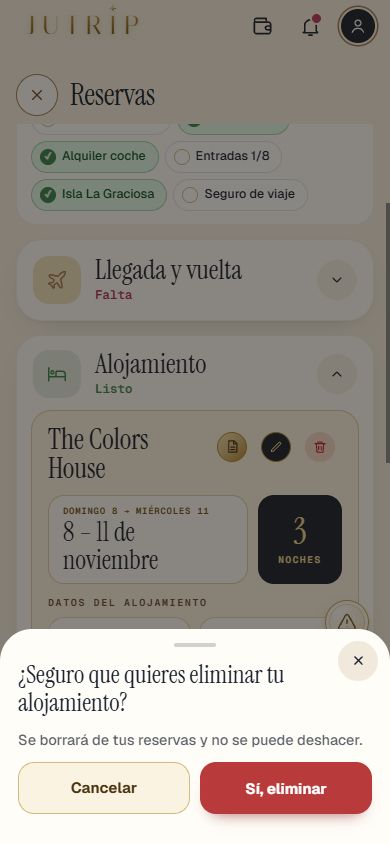 JUTRIP
Reservas
Alquiler coche
Entradas 1/8
Isla La Graciosa
Seguro de viaje
Llegada y vuelta
Falta
Alojamiento
Listo
The Colors
House
DOMINGO 8 → MIÉRCOLES 11
8 – 11 de
noviembre
3
NOCHES
DATOS DEL ALOJAMIENTO
¿Seguro que quieres eliminar tu
alojamiento?
Se borrará de tus reservas y no se puede deshacer.
Cancelar
Sí, eliminar